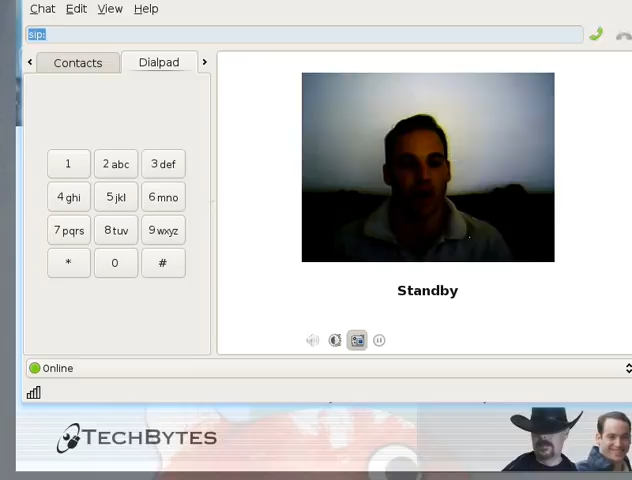 Chat Edit View Help
sip:
Contacts Dialpad
1 2 abc 3 def
4 ghi 5 jkl 6 mno
7 pqrs 8 tuv 9 wxyz
* 0 #
Standby
Online
TECHBYTES